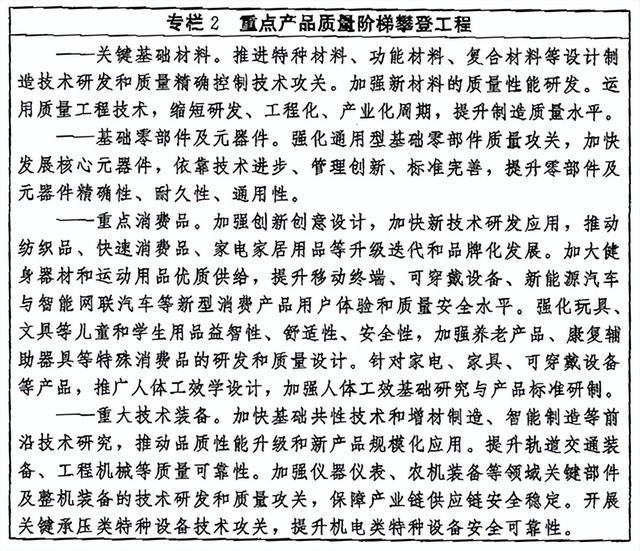 专栏2 重点产品质量阶梯攀登工程
——关键基础材料。推进特种材料、功能材料、复合材料等设计制
造技术研发和质量精确控制技术攻关。加强新材料的质量性能研发。运
用质量工程技术，缩短研发、工程化、产业化周期，提升制造质量水平。
——基础零部件及元器件。强化通用型基础零部件质量攻关，加快
发展核心元器件，依靠技术进步、管理创新、标准完善，提升零部件及
元器件精确性、耐久性、通用性。
——重点消费品。加强创新创意设计，加快新技术研发应用，推动
纺织品、快速消费品、家电家居用品等升级迭代和品牌化发展。加大健
身器材和运动用品优质供给，提升移动终端、可穿戴设备、新能源汽车
与智能网联汽车等新型消费产品用户体验和质量安全水平。强化玩具、
文具等儿童和学生用品益智性、舒适性、安全性，加强养老产品、康复辅
助器具等特殊消费品的研发和质量设计。针对家电、家具、可穿戴设备
等产品，推广人体工效学设计，加强人体工效基础研究与产品标准研制。
——重大技术装备。加快基础共性技术和增材制造、智能制造等前
沿技术研究，推动品质性能升级和新产品规模化应用。提升轨道交通装
备、工程机械等质量可靠性。加强仪器仪表、农机装备等领域关键部件
及整机装备的技术研发和质量攻关，保障产业链供应链安全稳定。开展
关键承压类特种设备技术攻关，提升机电类特种设备安全可靠性。